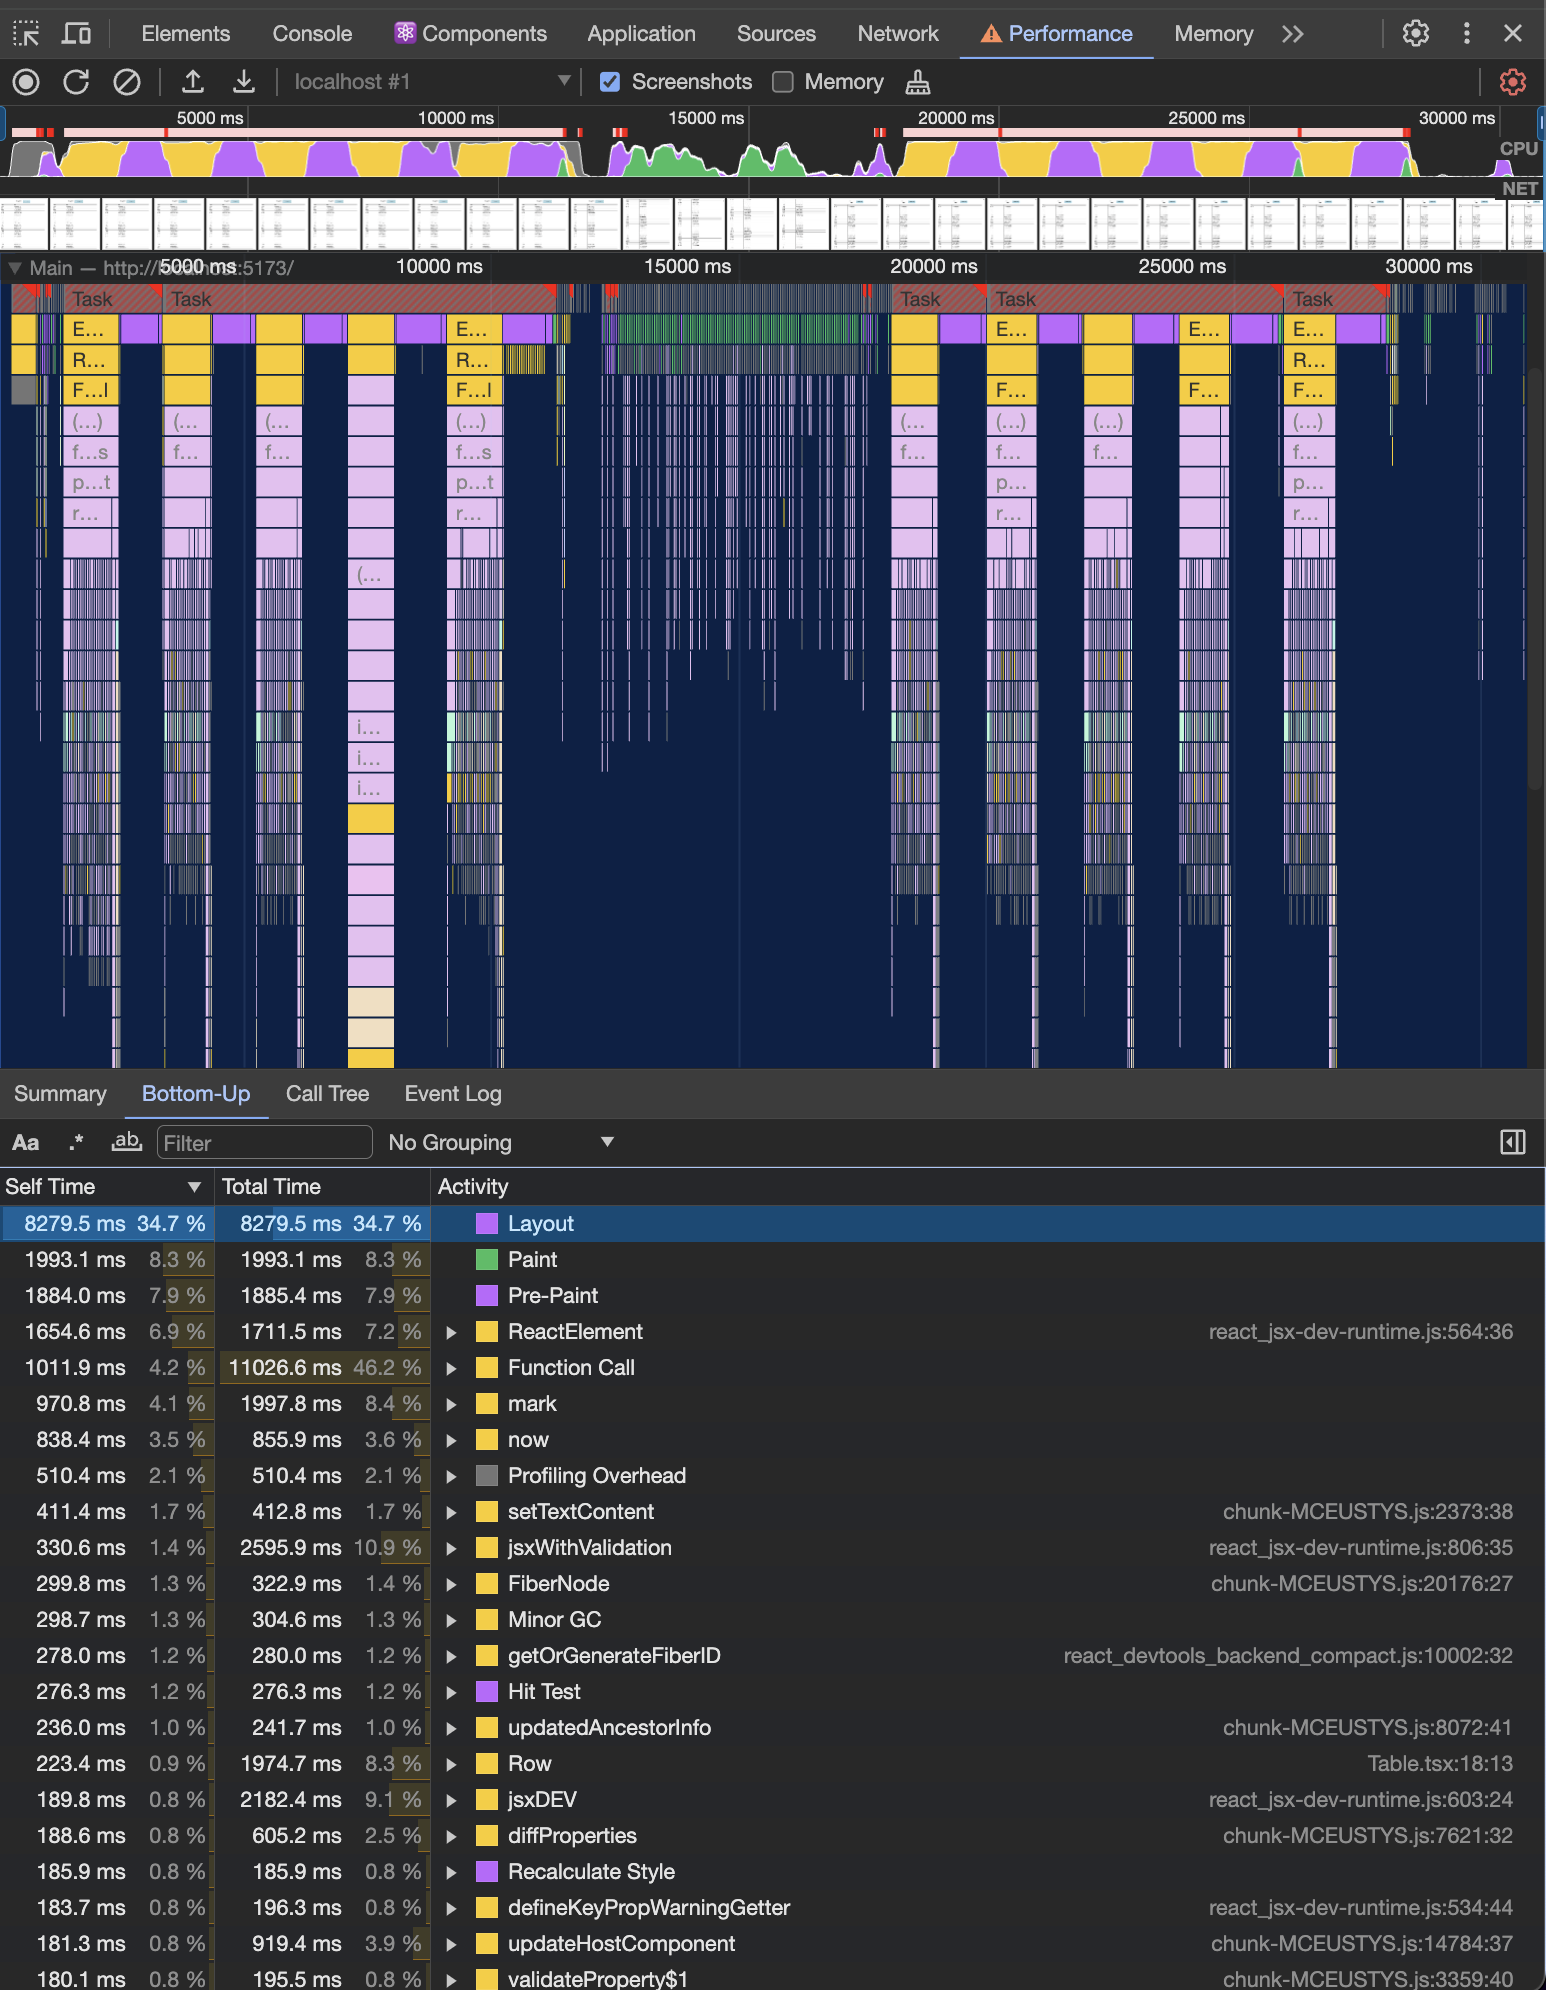 Elements Console Components Application Sources Network Performance Memory
localhost #1 Screenshots Memory
5000 ms 10000 ms 15000 ms 20000 ms 25000 ms 30000 ms
CPU
NET
Main — http://localhost:5173/ 5000 ms 10000 ms 15000 ms 20000 ms 25000 ms 30000 ms
Task Task Task Task Task
E... E... E... E... E...
R... R... R...
F...l F...l F... F... F...
(...) (... (... (...) (... (...) (...) (...)
f...s f... f... f...s f... f... f... f...
p...t p...t p... p...
r... r... r... r...
(...
i...
i...
i...
Summary Bottom-Up Call Tree Event Log
Aa .* ab Filter No Grouping
Self Time Total Time Activity
8279.5 ms 34.7 % 8279.5 ms 34.7 % Layout
1993.1 ms 8.3 % 1993.1 ms 8.3 % Paint
1884.0 ms 7.9 % 1885.4 ms 7.9 % Pre-Paint
1654.6 ms 6.9 % 1711.5 ms 7.2 % ReactElement react_jsx-dev-runtime.js:564:36
1011.9 ms 4.2 % 11026.6 ms 46.2 % Function Call
970.8 ms 4.1 % 1997.8 ms 8.4 % mark
838.4 ms 3.5 % 855.9 ms 3.6 % now
510.4 ms 2.1 % 510.4 ms 2.1 % Profiling Overhead
411.4 ms 1.7 % 412.8 ms 1.7 % setTextContent chunk-MCEUSTYS.js:2373:38
330.6 ms 1.4 % 2595.9 ms 10.9 % jsxWithValidation react_jsx-dev-runtime.js:806:35
299.8 ms 1.3 % 322.9 ms 1.4 % FiberNode chunk-MCEUSTYS.js:20176:27
298.7 ms 1.3 % 304.6 ms 1.3 % Minor GC
278.0 ms 1.2 % 280.0 ms 1.2 % getOrGenerateFiberID react_devtools_backend_compact.js:10002:32
276.3 ms 1.2 % 276.3 ms 1.2 % Hit Test
236.0 ms 1.0 % 241.7 ms 1.0 % updatedAncestorInfo chunk-MCEUSTYS.js:8072:41
223.4 ms 0.9 % 1974.7 ms 8.3 % Row Table.tsx:18:13
189.8 ms 0.8 % 2182.4 ms 9.1 % jsxDEV react_jsx-dev-runtime.js:603:24
188.6 ms 0.8 % 605.2 ms 2.5 % diffProperties chunk-MCEUSTYS.js:7621:32
185.9 ms 0.8 % 185.9 ms 0.8 % Recalculate Style
183.7 ms 0.8 % 196.3 ms 0.8 % defineKeyPropWarningGetter react_jsx-dev-runtime.js:534:44
181.3 ms 0.8 % 919.4 ms 3.9 % updateHostComponent chunk-MCEUSTYS.js:14784:37
180.1 ms 0.8 % 195.5 ms 0.8 % validateProperty$1 chunk-MCEUSTYS.js:3359:40